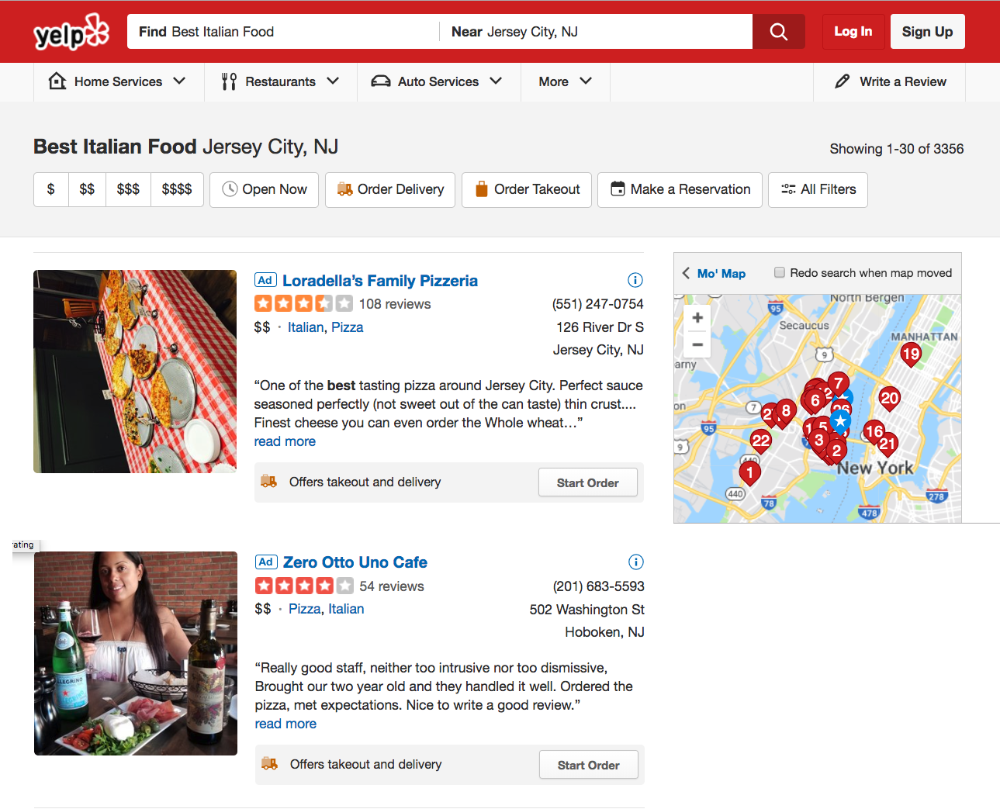 yelp
Find Best Italian Food
Near Jersey City, NJ
Log In
Sign Up
Home Services
Restaurants
Auto Services
More
Write a Review
Best Italian Food Jersey City, NJ
Showing 1-30 of 3356
$
$$
$$$
$$$$
Open Now
Order Delivery
Order Takeout
Make a Reservation
All Filters
Ad Loradella's Family Pizzeria
108 reviews
(551) 247-0754
$$ · Italian, Pizza
126 River Dr S
Jersey City, NJ
“One of the best tasting pizza around Jersey City. Perfect sauce
seasoned perfectly (not sweet out of the can taste) thin crust....
Finest cheese you can even order the Whole wheat…”
read more
Offers takeout and delivery
Start Order
Mo' Map
Redo search when map moved
North Bergen
95
Secaucus
MANHATTAN
9
19
arny
7
2
6
20
on
7
8
26
95
5
16
22
3
21
9
2
440
1
New York
440
78
278
478
rating
Ad Zero Otto Uno Cafe
54 reviews
(201) 683-5593
$$ · Pizza, Italian
502 Washington St
Hoboken, NJ
“Really good staff, neither too intrusive nor too dismissive,
Brought our two year old and they handled it well. Ordered the
pizza, met expectations. Nice to write a good review.”
read more
Offers takeout and delivery
Start Order